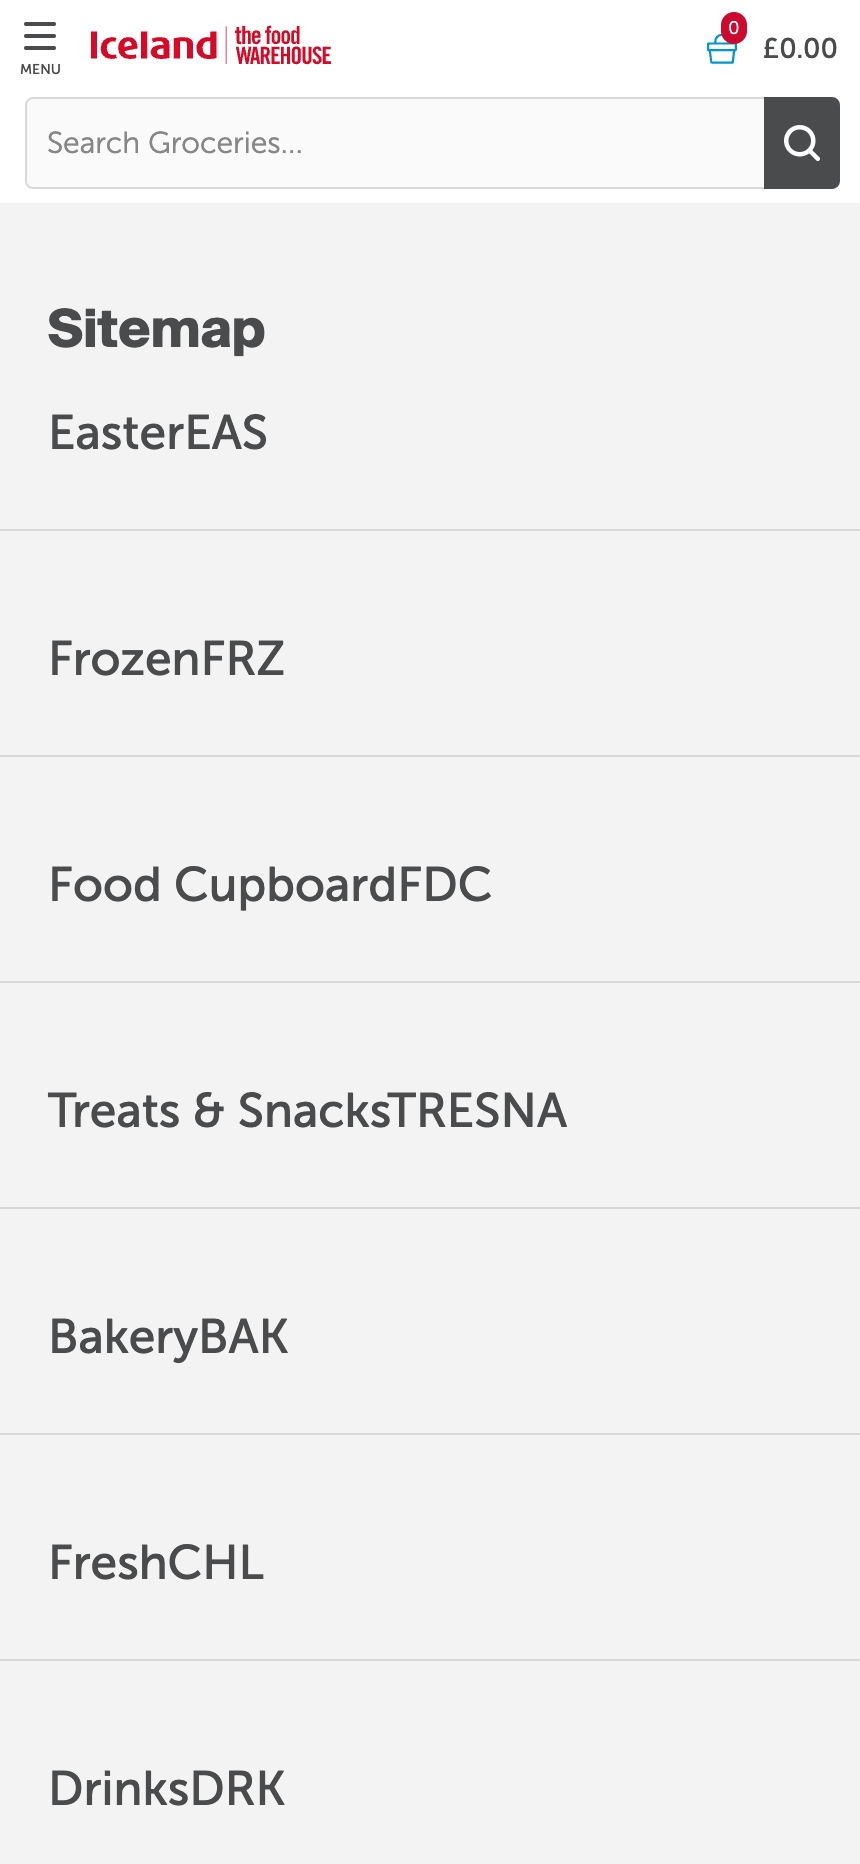 MENU
Iceland
the food
WAREHOUSE
0
£0.00
Search Groceries...
Sitemap
EasterEAS
FrozenFRZ
Food CupboardFDC
Treats & SnacksTRESNA
BakeryBAK
FreshCHL
DrinksDRK